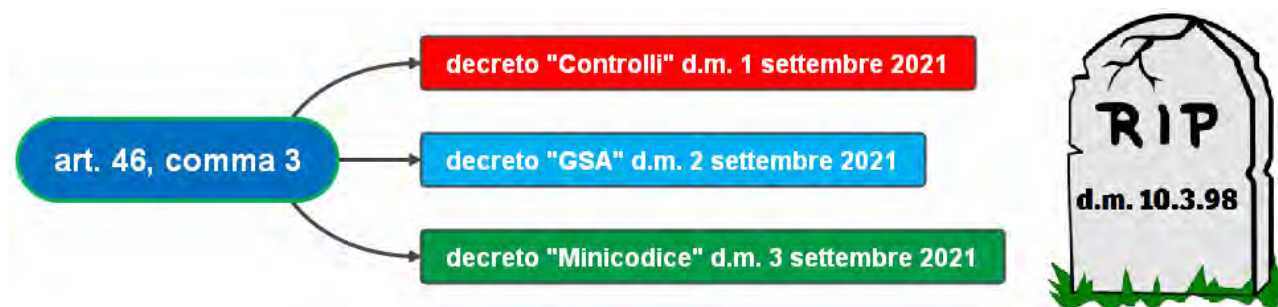 decreto "Controlli" d.m. 1 settembre 2021
art. 46, comma 3
decreto "GSA" d.m. 2 settembre 2021
decreto "Minicodice" d.m. 3 settembre 2021
RIP
d.m. 10.3.98